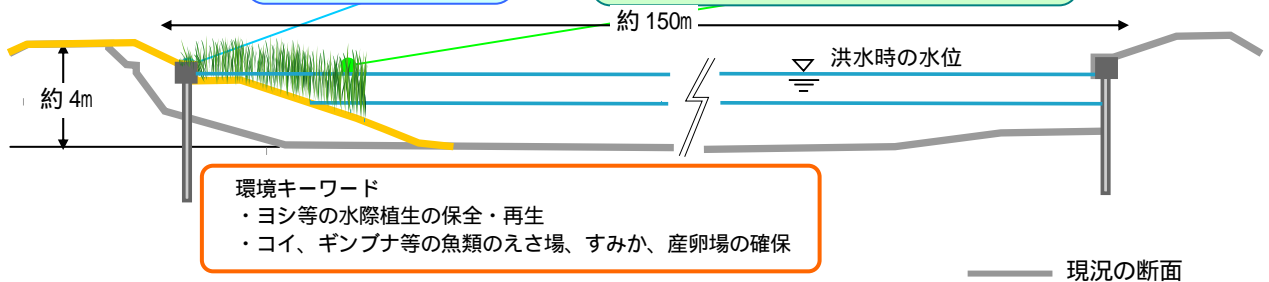 約 150m
洪水時の水位
約 4m
環境キーワード
・ヨシ等の水際植生の保全・再生
・コイ、ギンブナ等の魚類のえさ場、すみか、産卵場の確保
現況の断面